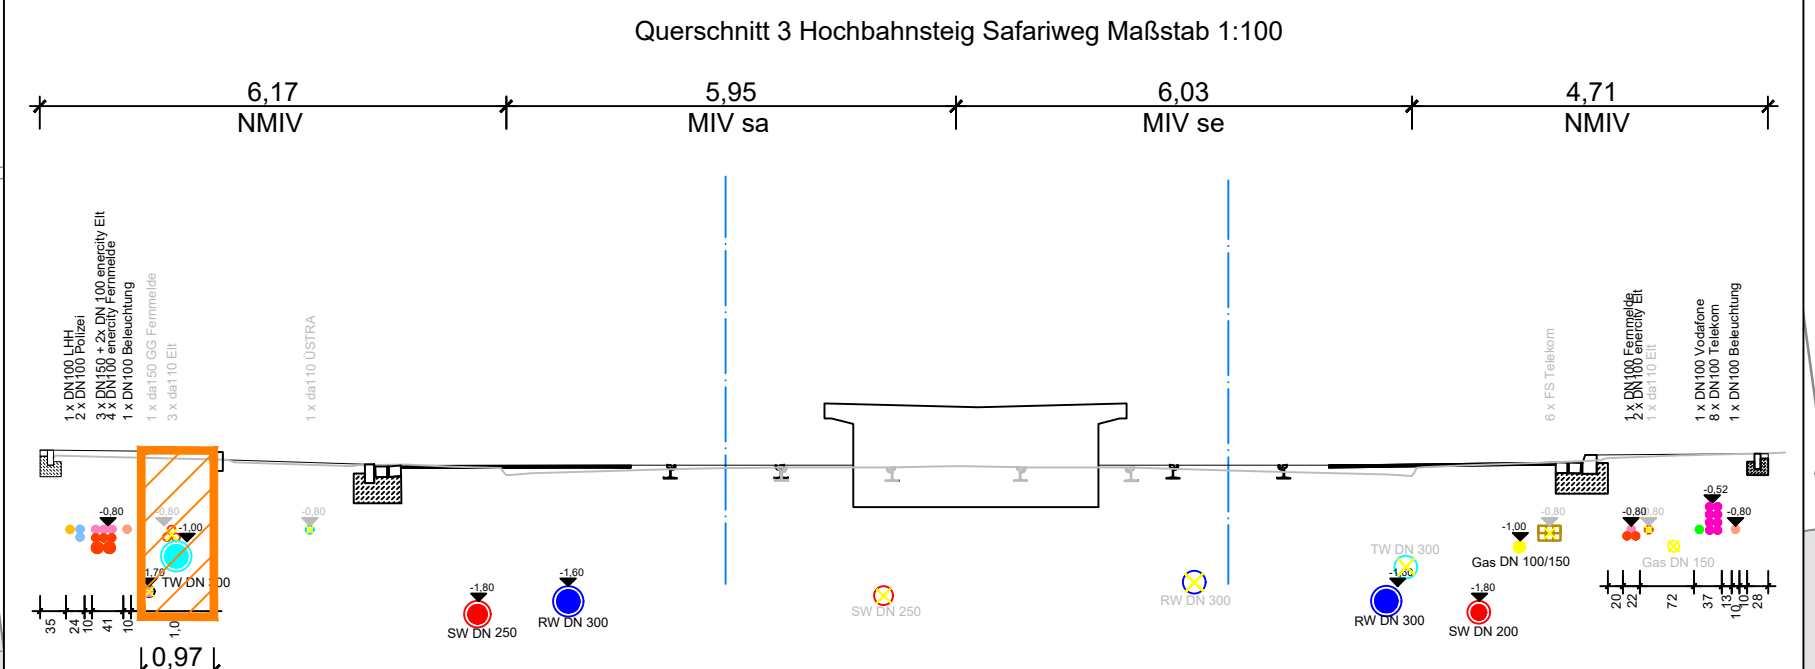 Querschnitt 3 Hochbahnsteig Safariweg Maßstab 1:100
6,17
5,95
6,03
4,71
NMIV
MIV sa
MIV se
NMIV
1 x DN100 LHH
2 x DN100 Polizei
3 x DN150 + 2x DN 100 enercity Elt
4 x DN100 enercity Fernmelde
1 x DN100 Beleuchtung
1 x da150 GG Fernmelde
3 x da110 Elt
1 x da110 ÜSTRA
6 x FS Telekom
1 x DN100 Fernmelde
2 x DN100 enercity Elt
1 x da110 Elt
1 x DN100 Vodafone
8 x DN100 Telekom
1 x DN100 Beleuchtung
-0,80
-0,80
-1,00
TW DN 300
-0,80
-1,80
SW DN 250
-1,60
RW DN 300
SW DN 250
RW DN 300
TW DN 300
RW DN 300
-1,80
SW DN 200
-1,00
Gas DN 100/150
-0,80
-0,80
-0,80
Gas DN 150
-0,52
-0,80
35
24
10
41
10
1,0
0,97
20
22
72
37
13
10
10
28